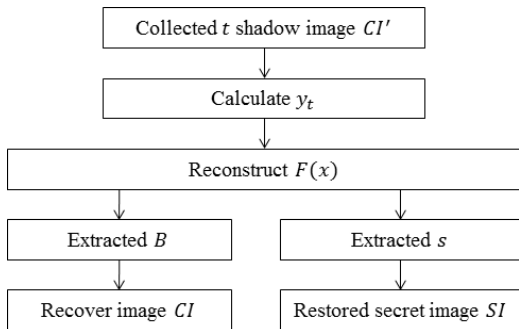 Collected t shadow image CI′
Calculate yₜ
Reconstruct F(x)
Extracted B
Extracted s
Recover image CI
Restored secret image SI